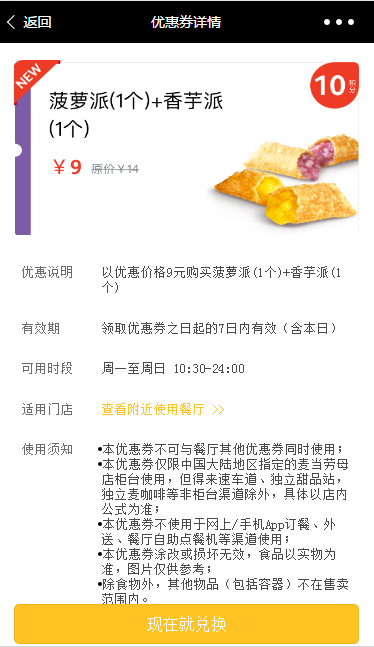 返回
优惠券详情
NEW
10
积分
菠萝派(1个)+香芋派
(1个)
￥9 原价￥14
优惠说明 以优惠价格9元购买菠萝派(1个)+香芋派(1
个)
有效期 领取优惠券之日起的7日内有效（含本日）
可用时段 周一至周日 10:30-24:00
适用门店 查看附近使用餐厅 >>
使用须知 •本优惠券不可与餐厅其他优惠券同时使用；
•本优惠券仅限中国大陆地区指定的麦当劳母
店柜台使用，但得来速车道、独立甜品站，
独立麦咖啡等非柜台渠道除外，具体以店内
公式为准；
•本优惠券不使用于网上/手机App订餐、外
送、餐厅自助点餐机等渠道使用；
•本优惠券涂改或损坏无效，食品以实物为
准，图片仅供参考；
•除食物外，其他物品（包括容器）不在售卖
范围内。
现在就兑换